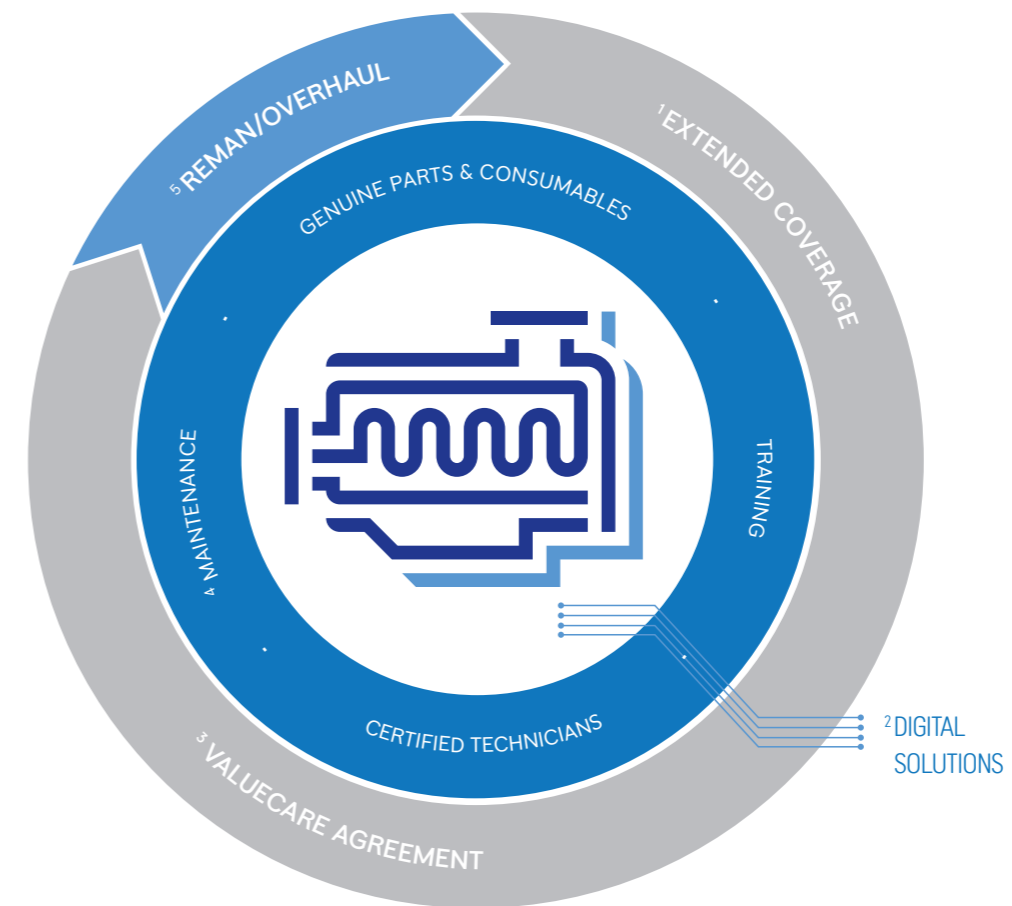 ¹ EXTENDED COVERAGE
² DIGITAL
SOLUTIONS
³ VALUECARE AGREEMENT
⁴ MAINTENANCE
⁵ REMAN/OVERHAUL
GENUINE PARTS & CONSUMABLES
TRAINING
CERTIFIED TECHNICIANS